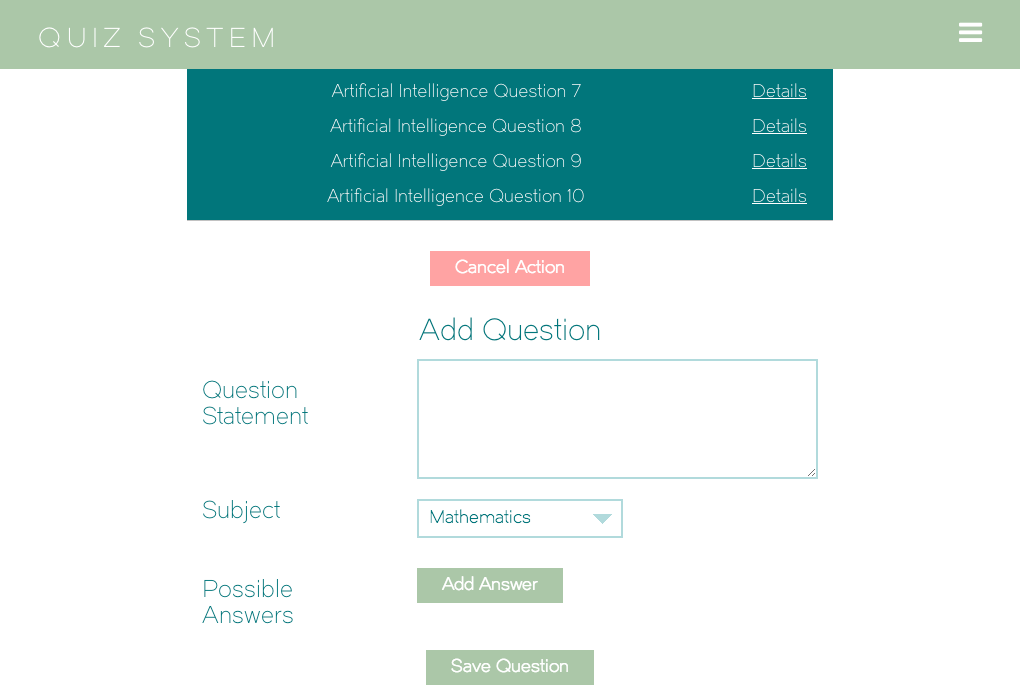 QUIZ SYSTEM
Artificial Intelligence Question 7 Details
Artificial Intelligence Question 8 Details
Artificial Intelligence Question 9 Details
Artificial Intelligence Question 10 Details
Cancel Action
Add Question
Question
Statement
Subject
Mathematics
Possible
Answers
Add Answer
Save Question